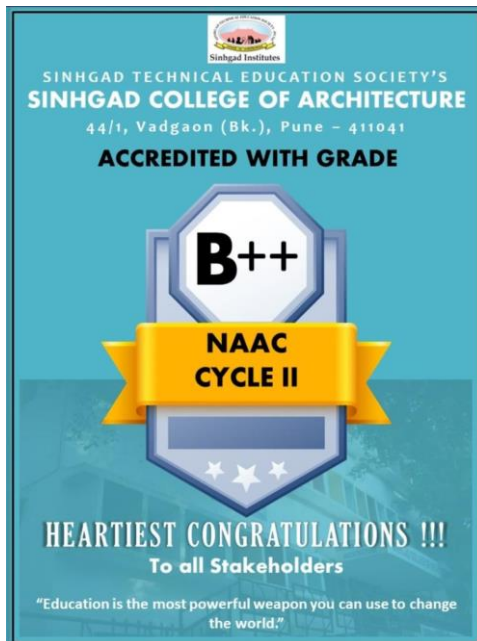 Sinhgad Institutes
SINHGAD TECHNICAL EDUCATION SOCIETY'S
SINHGAD COLLEGE OF ARCHITECTURE
44/1, Vadgaon (Bk.), Pune – 411041
ACCREDITED WITH GRADE
B++
NAAC
CYCLE II
HEARTIEST CONGRATULATIONS !!!
To all Stakeholders
“Education is the most powerful weapon you can use to change
the world.”